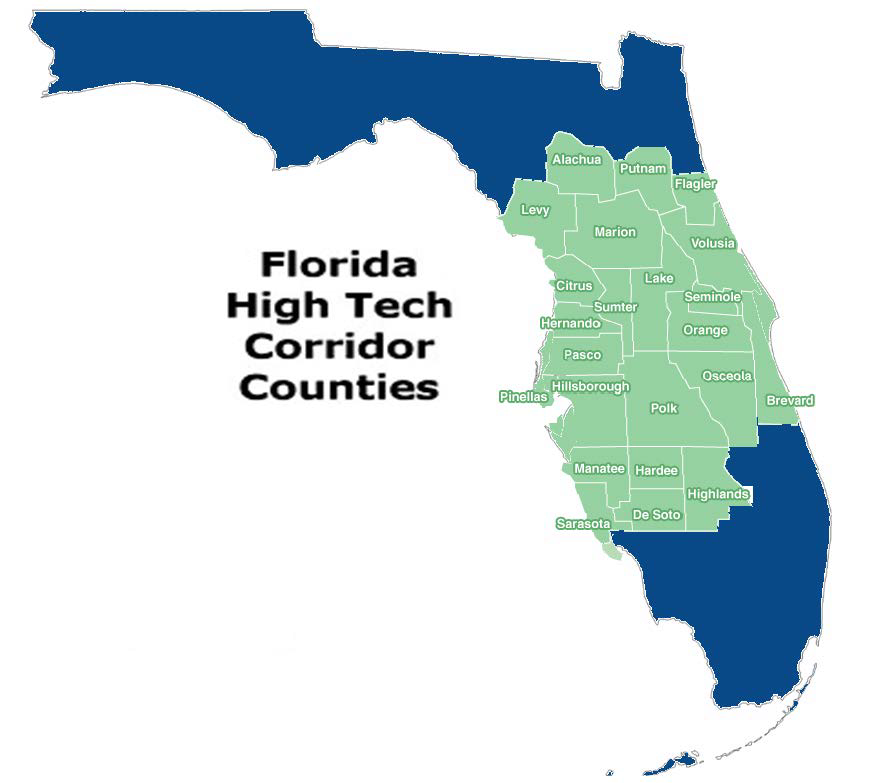 Florida
High Tech
Corridor
Counties
Alachua
Putnam
Flagler
Levy
Marion
Volusia
Citrus
Lake
Sumter
Seminole
Hernando
Orange
Pasco
Osceola
Pinellas
Hillsborough
Polk
Brevard
Manatee
Hardee
Highlands
Sarasota
De Soto